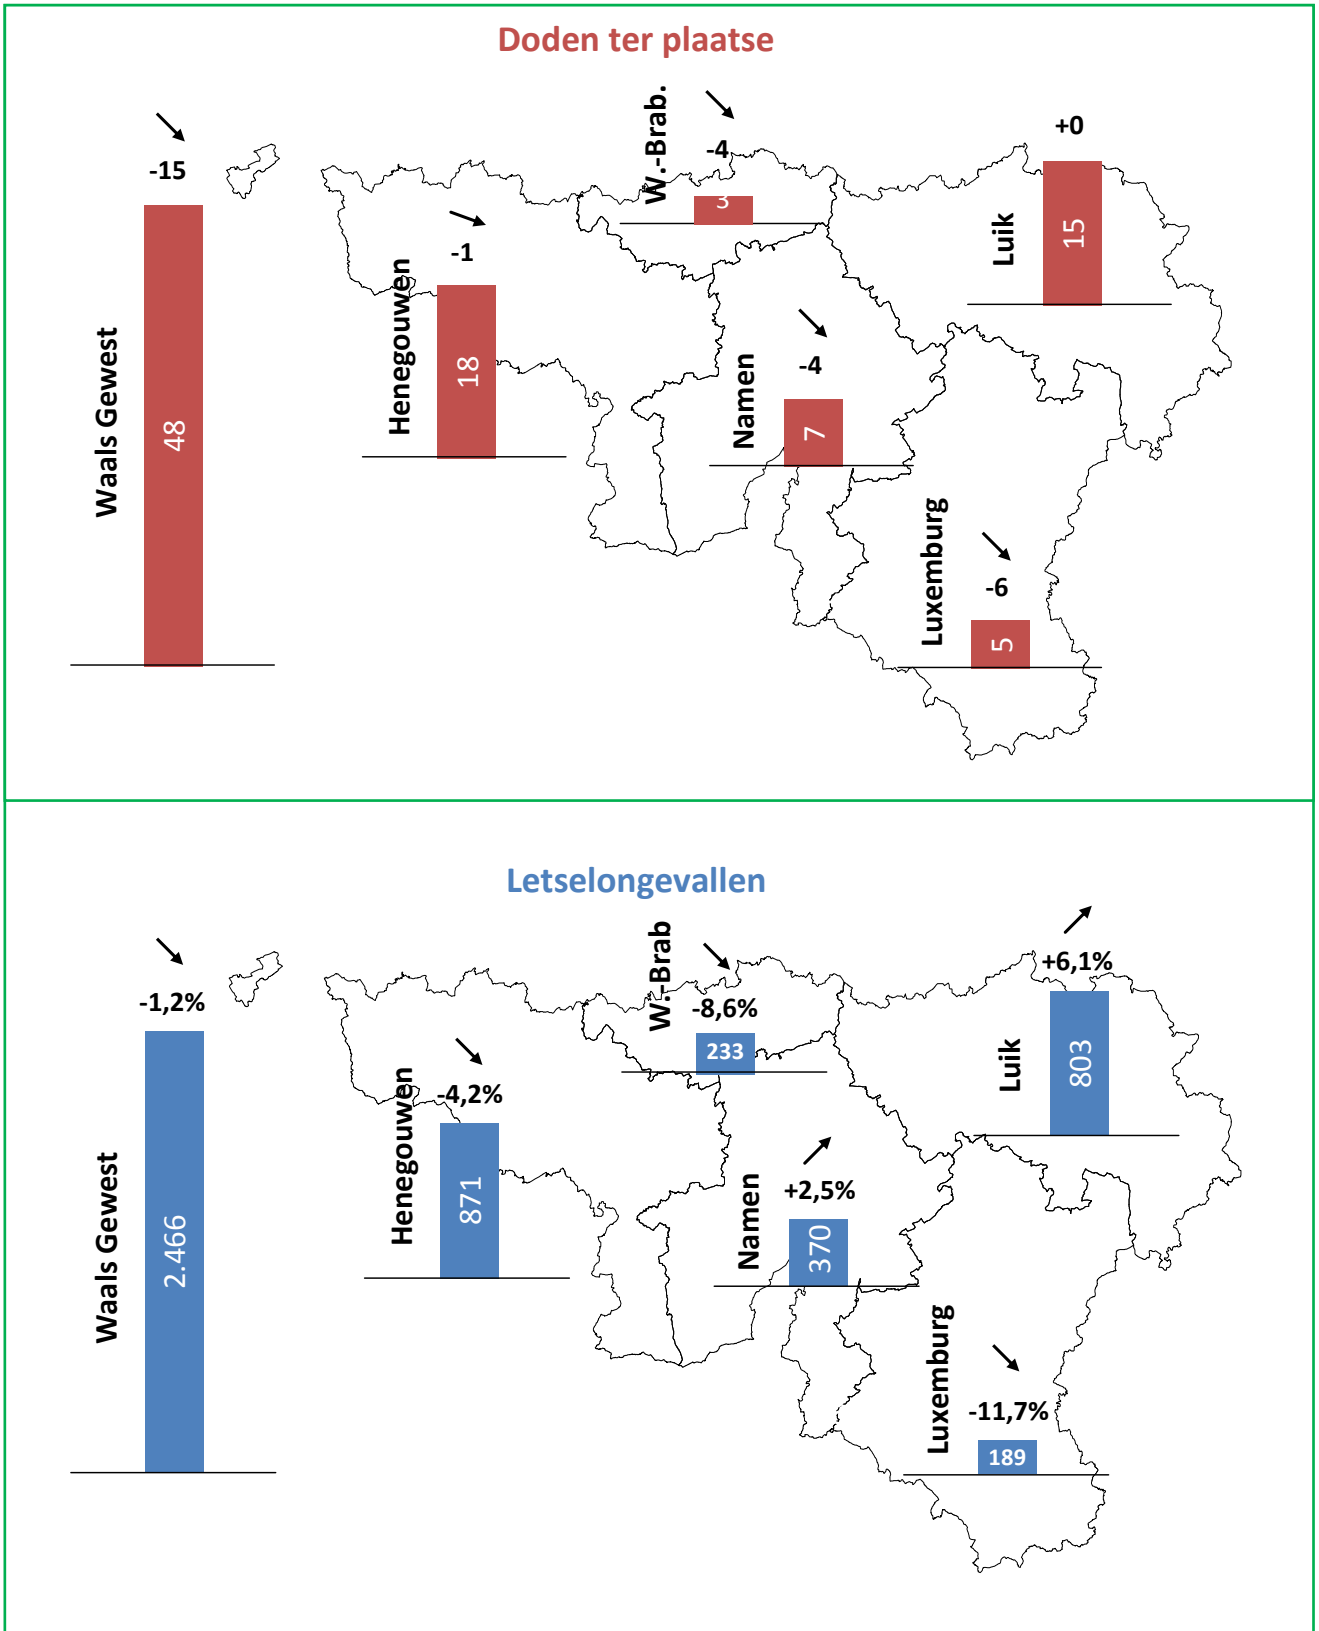 Doden ter plaatse
-15
48
Waals Gewest
-1
18
Henegouwen
W.-Brab.
-4
3
+0
15
Luik
-4
7
Namen
-6
5
Luxemburg
Letselongevallen
-1,2%
2.466
Waals Gewest
-4,2%
871
Henegouwen
W.-Brab
-8,6%
233
+6,1%
803
Luik
+2,5%
370
Namen
-11,7%
189
Luxemburg